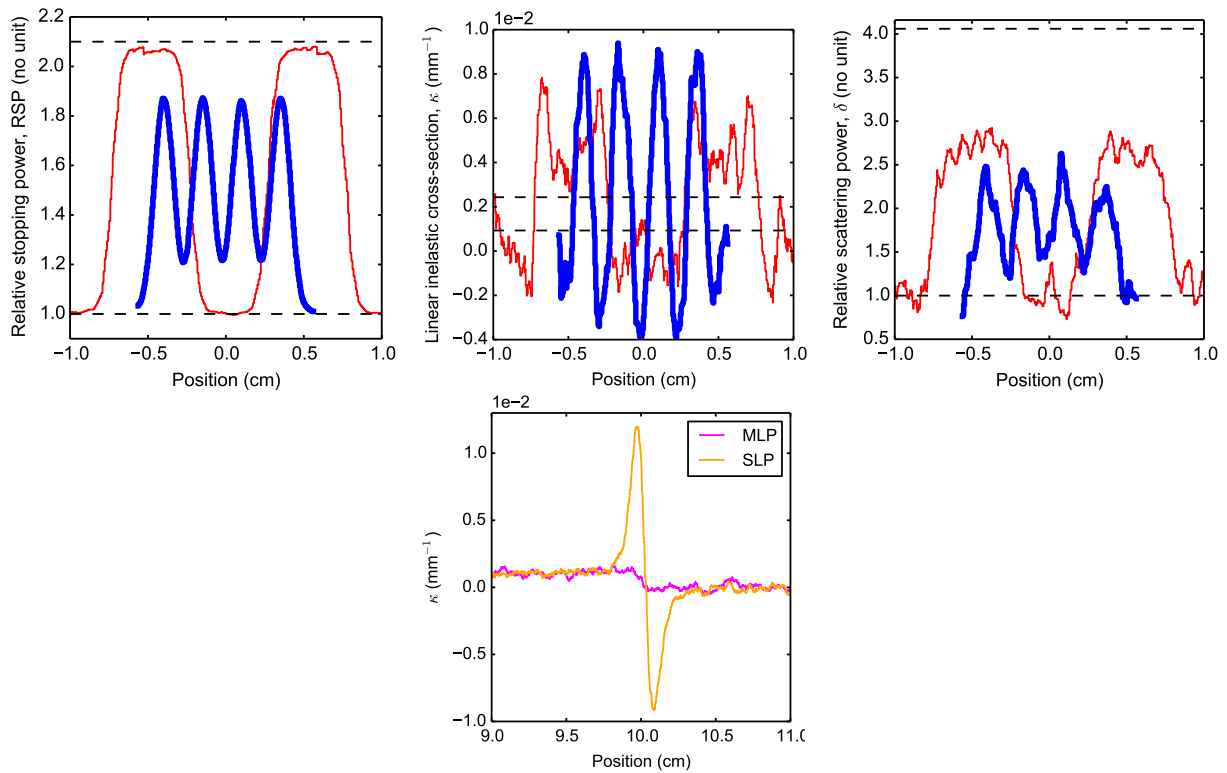 Relative stopping power, RSP (no unit)
2.2
2.0
1.8
1.6
1.4
1.2
1.0
−1.0 −0.5 0.0 0.5 1.0
Position (cm)
1e−2
Linear inelastic cross-section, κ (mm⁻¹)
1.0
0.8
0.6
0.4
0.2
0.0
−0.2
−0.4
−1.0 −0.5 0.0 0.5 1.0
Position (cm)
Relative scattering power, δ (no unit)
4.0
3.5
3.0
2.5
2.0
1.5
1.0
0.5
−1.0 −0.5 0.0 0.5 1.0
Position (cm)
1e−2
κ (mm⁻¹)
1.0
0.5
0.0
−0.5
−1.0
MLP
SLP
9.0 9.5 10.0 10.5 11.0
Position (cm)